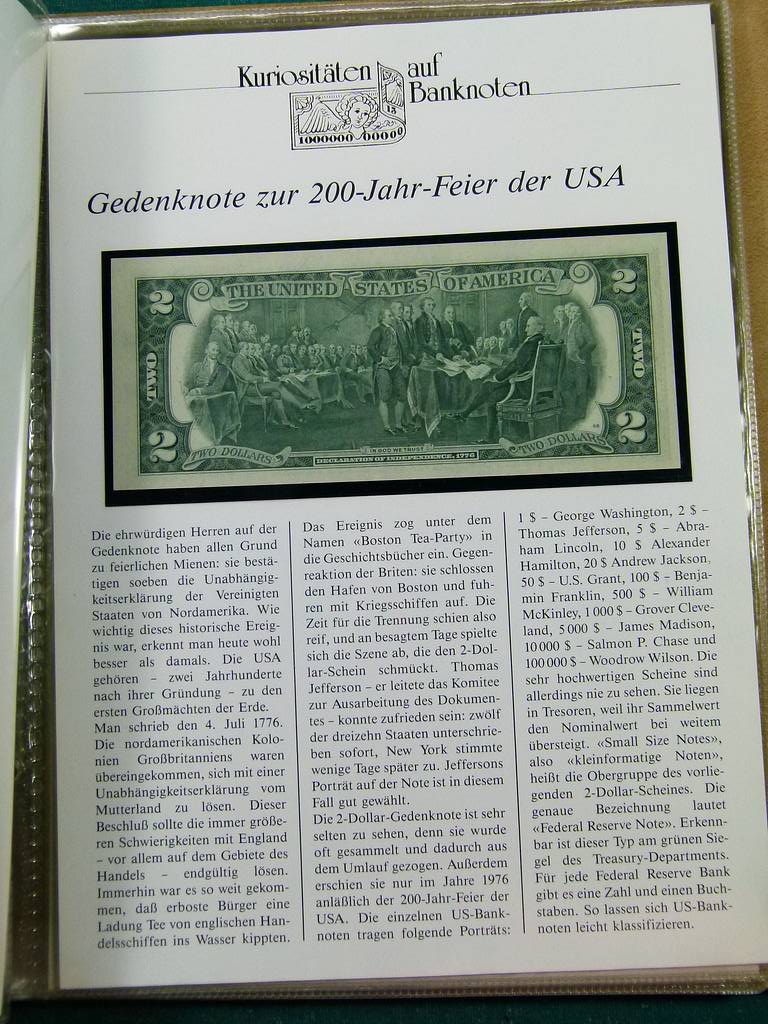 Kuriositäten auf
Banknoten
15
1000000 00000
Gedenknote zur 200-Jahr-Feier der USA
2 THE UNITED STATES OF AMERICA 2
TWO
TWO
2 TWO DOLLARS
IN GOD WE TRUST
DECLARATION OF INDEPENDENCE, 1776
TWO DOLLARS 2
Die ehrwürdigen Herren auf der
Gedenknote haben allen Grund
zu feierlichen Mienen: sie bestä-
tigen soeben die Unabhängig-
keitserklärung der Vereinigten
Staaten von Nordamerika. Wie
wichtig dieses historische Ereig-
nis war, erkennt man heute wohl
besser als damals. Die USA
gehören – zwei Jahrhunderte
nach ihrer Gründung – zu den
ersten Großmächten der Erde.
Man schrieb den 4. Juli 1776.
Die nordamerikanischen Kolo-
nien Großbritanniens waren
übereingekommen, sich mit einer
Unabhängigkeitserklärung vom
Mutterland zu lösen. Dieser
Beschluß sollte die immer größe-
ren Schwierigkeiten mit England
– vor allem auf dem Gebiete des
Handels – endgültig lösen.
Immerhin war es so weit gekom-
men, daß erboste Bürger eine
Ladung Tee von englischen Han-
delsschiffen ins Wasser kippten.
Das Ereignis zog unter dem
Namen «Boston Tea-Party» in
die Geschichtsbücher ein. Gegen-
reaktion der Briten: sie schlossen
den Hafen von Boston und fuh-
ren mit Kriegsschiffen auf. Die
Zeit für die Trennung schien also
reif, und an besagtem Tage spielte
sich die Szene ab, die den 2-Dol-
lar-Schein schmückt. Thomas
Jefferson – er leitete das Komitee
zur Ausarbeitung des Dokumen-
tes – konnte zufrieden sein: zwölf
der dreizehn Staaten unterschrie-
ben sofort, New York stimmte
wenige Tage später zu. Jeffersons
Porträt auf der Note ist in diesem
Fall gut gewählt.
Die 2-Dollar-Gedenknote ist sehr
selten zu sehen, denn sie wurde
oft gesammelt und dadurch aus
dem Umlauf gezogen. Außerdem
erschien sie nur im Jahre 1976
anläßlich der 200-Jahr-Feier der
USA. Die einzelnen US-Bank-
noten tragen folgende Porträts:
1 $ – George Washington, 2 $ –
Thomas Jefferson, 5 $ – Abra-
ham Lincoln, 10 $ Alexander
Hamilton, 20 $ Andrew Jackson,
50 $ – U.S. Grant, 100 $ – Benja-
min Franklin, 500 $ – William
McKinley, 1 000 $ – Grover Cleve-
land, 5 000 $ – James Madison,
10 000 $ – Salmon P. Chase und
100 000 $ – Woodrow Wilson. Die
sehr hochwertigen Scheine sind
allerdings nie zu sehen. Sie liegen
in Tresoren, weil ihr Sammelwert
den Nominalwert bei weitem
übersteigt. «Small Size Notes»,
also «kleinformatige Noten»,
heißt die Obergruppe des vorlie-
genden 2-Dollar-Scheines. Die
genaue Bezeichnung lautet
«Federal Reserve Note». Erkenn-
bar ist dieser Typ am grünen Sie-
gel des Treasury-Departments.
Für jede Federal Reserve Bank
gibt es eine Zahl und einen Buch-
staben. So lassen sich US-Bank-
noten leicht klassifizieren.